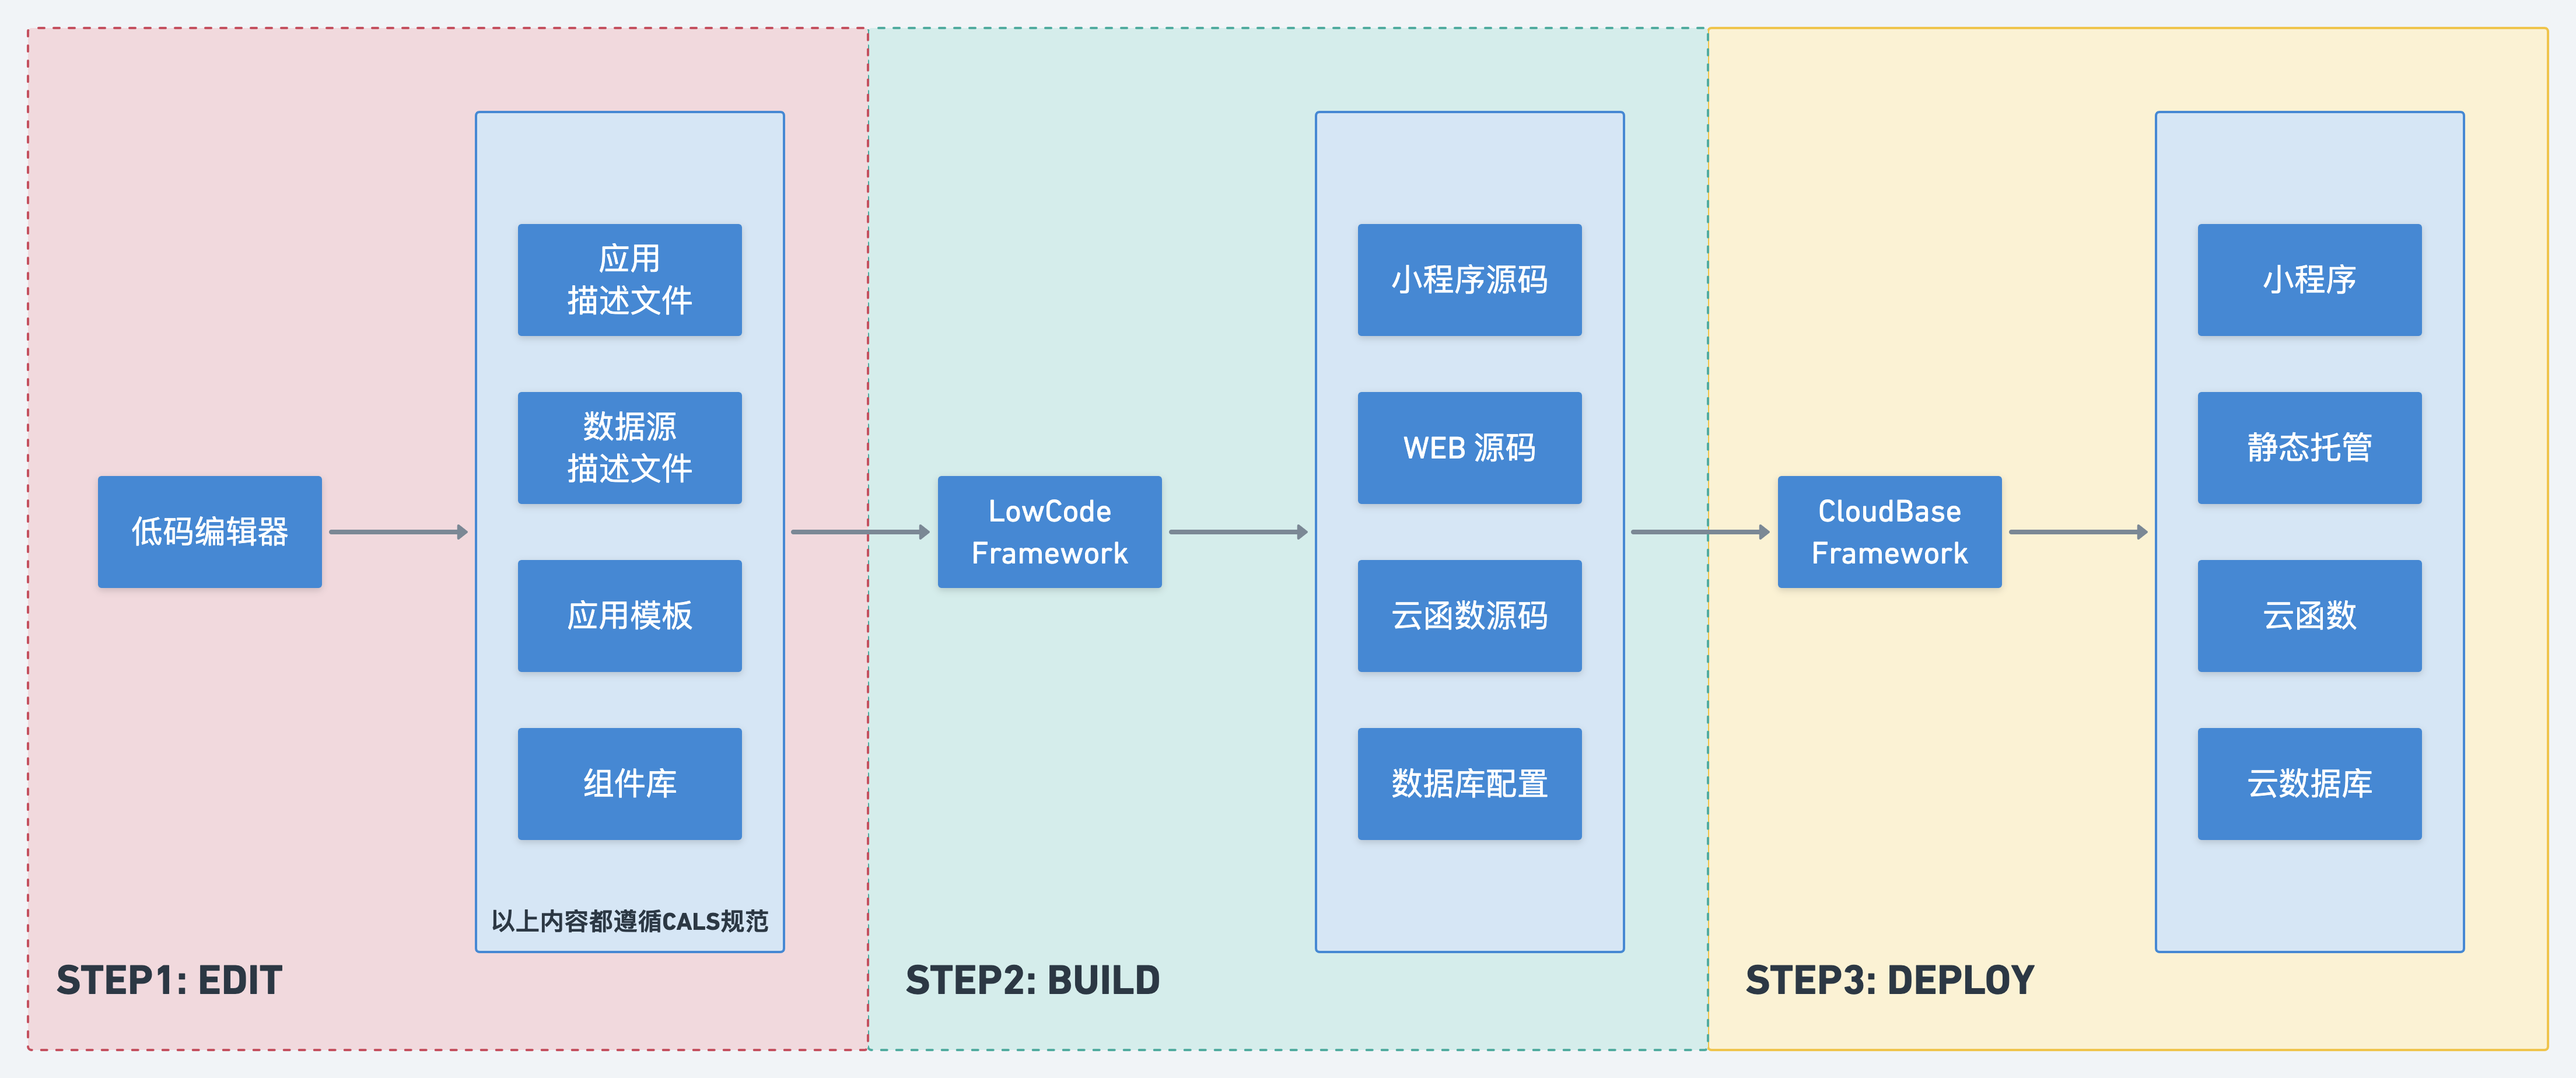 低码编辑器
应用
描述文件
数据源
描述文件
应用模板
组件库
以上内容都遵循CALS规范
STEP1: EDIT
LowCode
Framework
小程序源码
WEB 源码
云函数源码
数据库配置
STEP2: BUILD
CloudBase
Framework
小程序
静态托管
云函数
云数据库
STEP3: DEPLOY